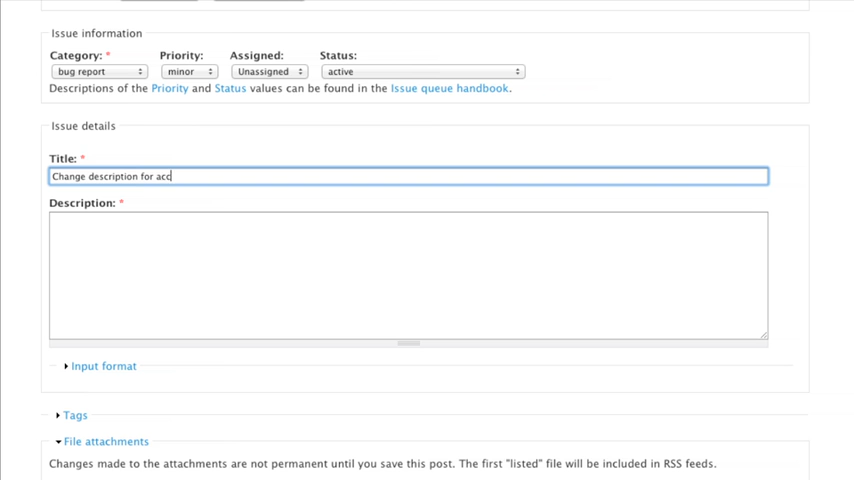 Issue information
Category: * Priority: Assigned: Status:
bug report minor Unassigned active
Descriptions of the Priority and Status values can be found in the Issue queue handbook.
Issue details
Title: *
Change description for acc
Description: *
Input format
Tags
File attachments
Changes made to the attachments are not permanent until you save this post. The first "listed" file will be included in RSS feeds.